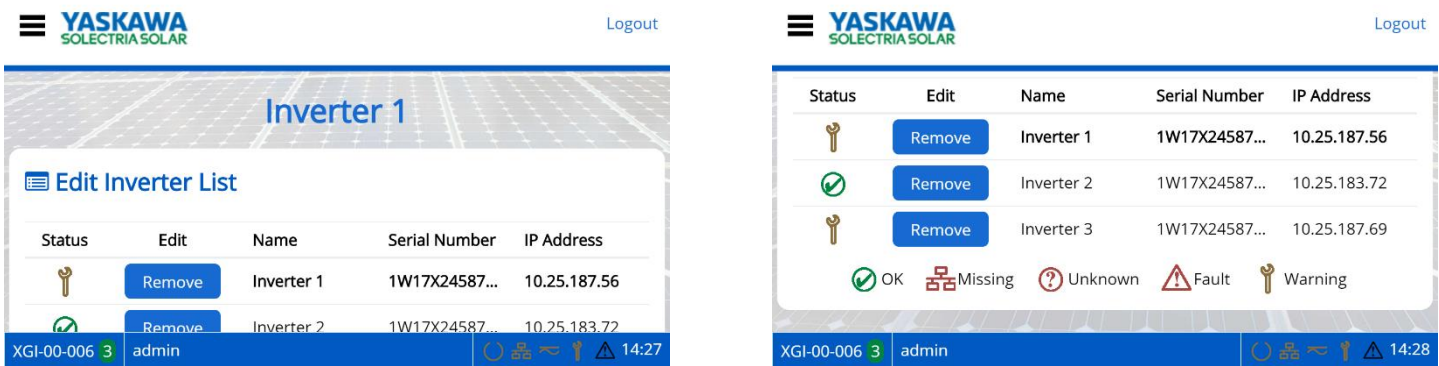 YASKAWA
SOLECTRIA SOLAR
Logout
Inverter 1
Edit Inverter List
Status Edit Name Serial Number IP Address
Remove Inverter 1 1W17X24587... 10.25.187.56
Remove Inverter 2 1W17X24587... 10.25.183.72
XGI-00-006 3 admin 14:27
YASKAWA
SOLECTRIA SOLAR
Logout
Status Edit Name Serial Number IP Address
Remove Inverter 1 1W17X24587... 10.25.187.56
Remove Inverter 2 1W17X24587... 10.25.183.72
Remove Inverter 3 1W17X24587... 10.25.187.69
OK Missing Unknown Fault Warning
XGI-00-006 3 admin 14:28